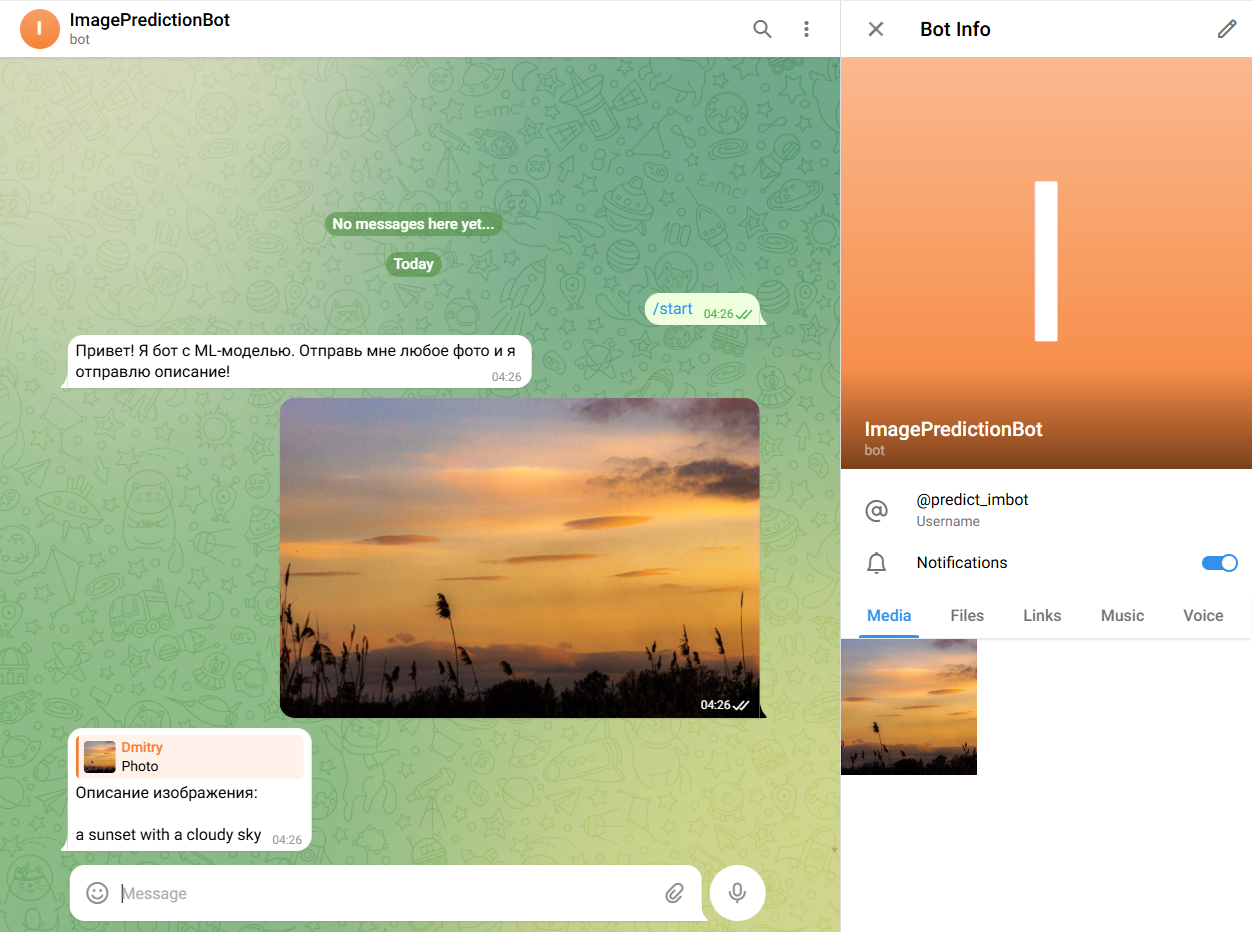 I
ImagePredictionBot
bot
No messages here yet...
Today
/start 04:26
Привет! Я бот с ML-моделью. Отправь мне любое фото и я
отправлю описание! 04:26
04:26
Dmitry
Photo
Описание изображения:
a sunset with a cloudy sky 04:26
Message
Bot Info
I
ImagePredictionBot
bot
@predict_imbot
Username
Notifications
Media Files Links Music Voice